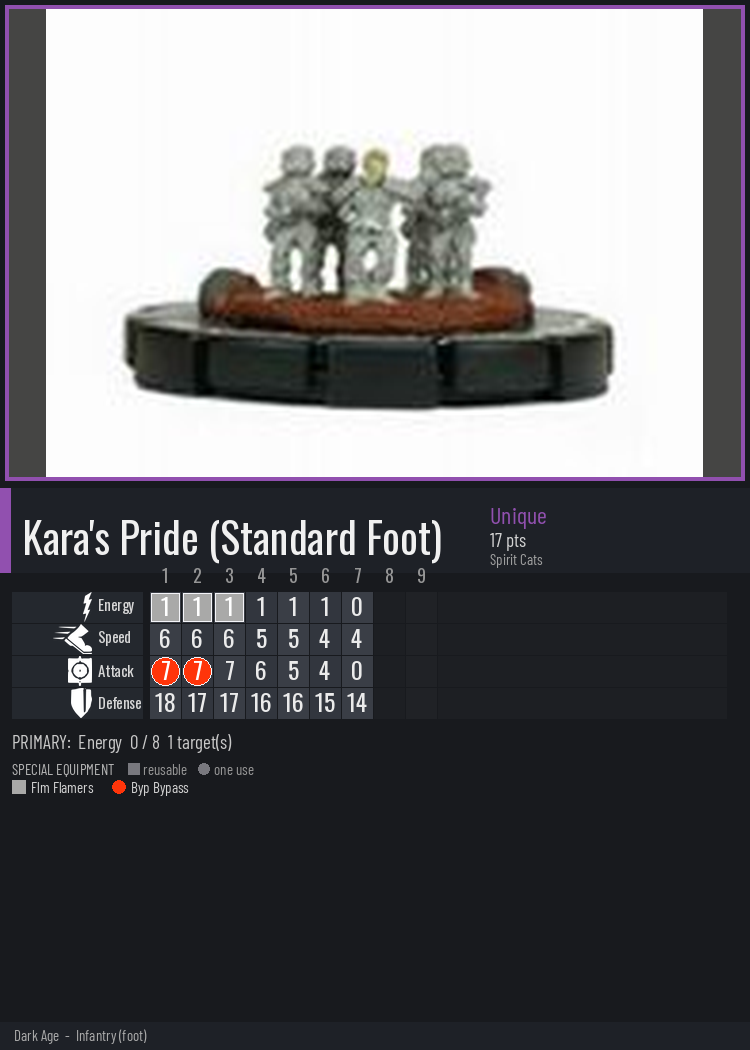 Kara's Pride (Standard Foot)
Unique
17 pts
Spirit Cats
1 2 3 4 5 6 7 8 9
Energy 1 1 1 1 1 1 0
Speed 6 6 6 5 5 4 4
Attack 7 7 7 6 5 4 0
Defense 18 17 17 16 16 15 14
PRIMARY: Energy 0 / 8 1 target(s)
SPECIAL EQUIPMENT reusable one use
Flm Flamers Byp Bypass
Dark Age - Infantry (foot)